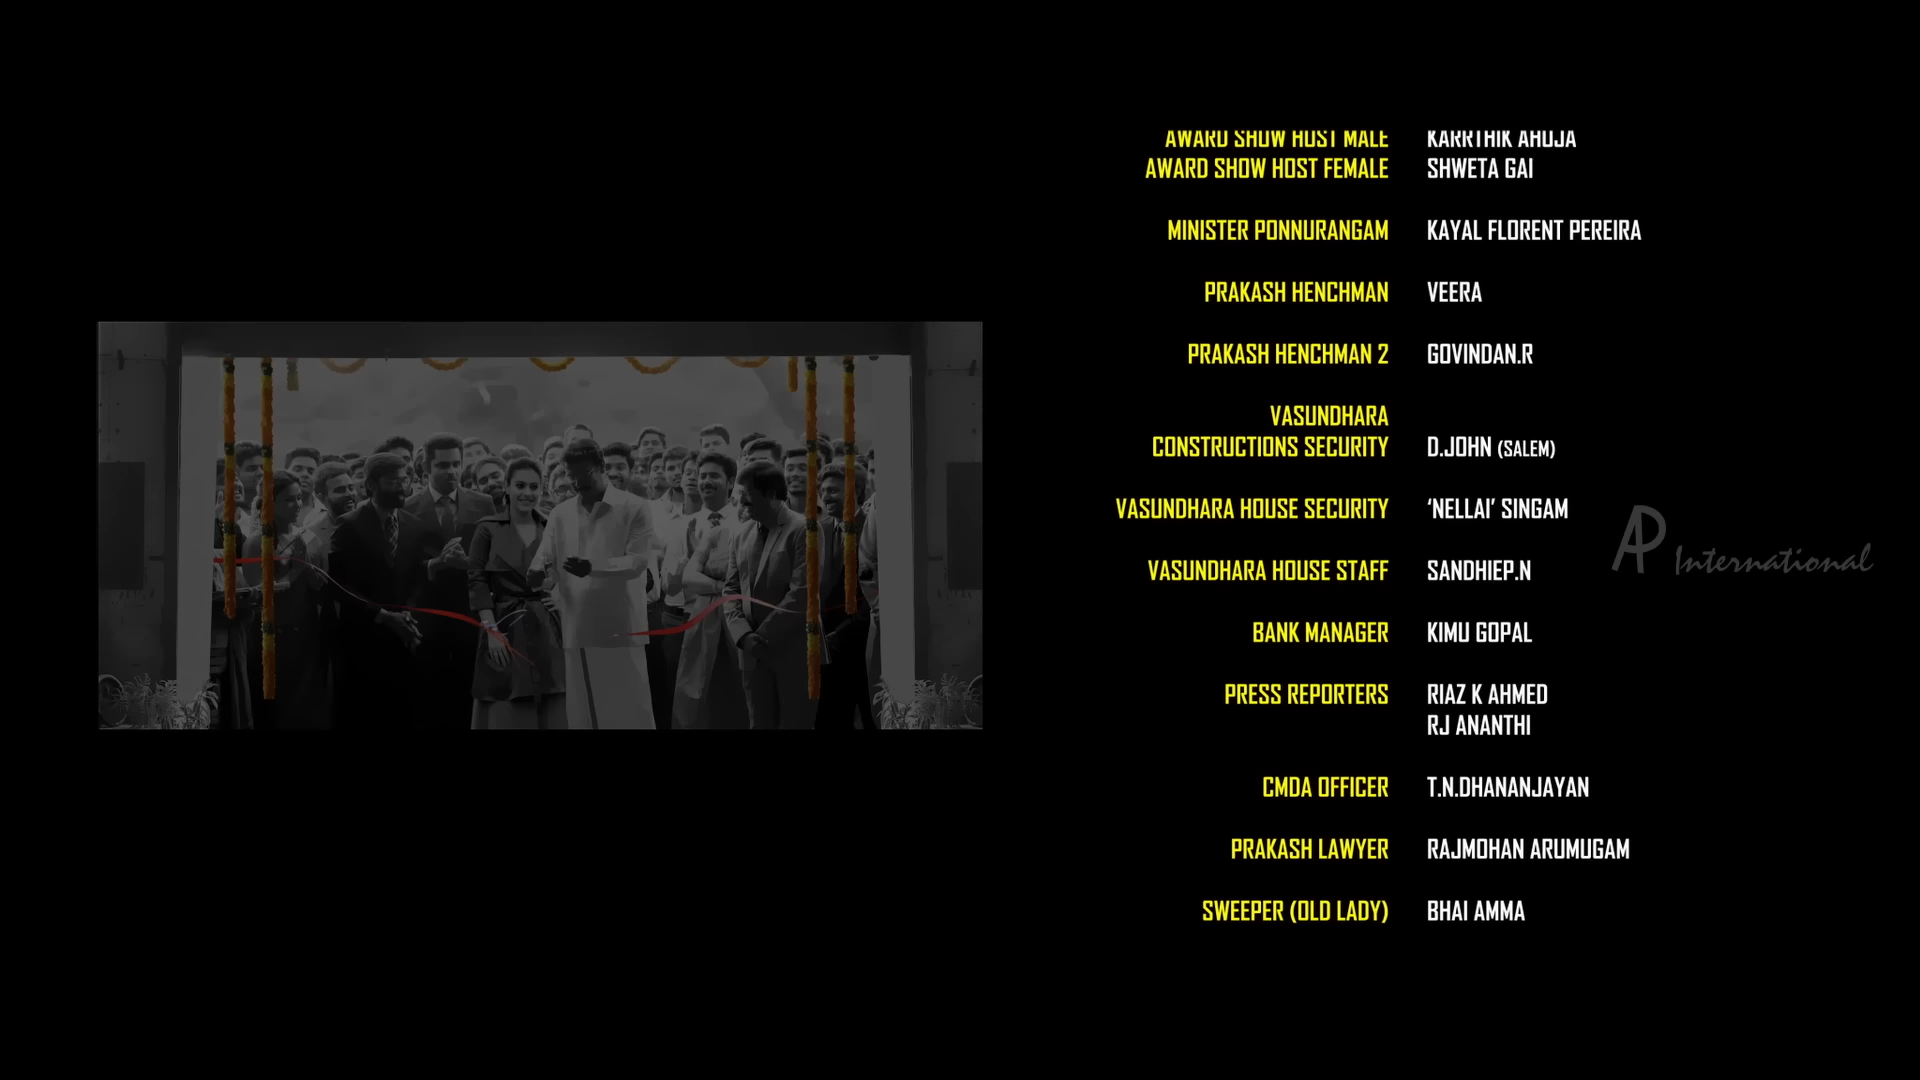 AWARD SHOW HOST MALE KARRTHIK AHUJA
AWARD SHOW HOST FEMALE SHWETA GAI
MINISTER PONNURANGAM KAYAL FLORENT PEREIRA
PRAKASH HENCHMAN VEERA
PRAKASH HENCHMAN 2 GOVINDAN.R
VASUNDHARA
CONSTRUCTIONS SECURITY D.JOHN (SALEM)
VASUNDHARA HOUSE SECURITY ‘NELLAI’ SINGAM
VASUNDHARA HOUSE STAFF SANDHIEP.N
BANK MANAGER KIMU GOPAL
PRESS REPORTERS RIAZ K AHMED
RJ ANANTHI
CMDA OFFICER T.N.DHANANJAYAN
PRAKASH LAWYER RAJMOHAN ARUMUGAM
SWEEPER (OLD LADY) BHAI AMMA
AP International